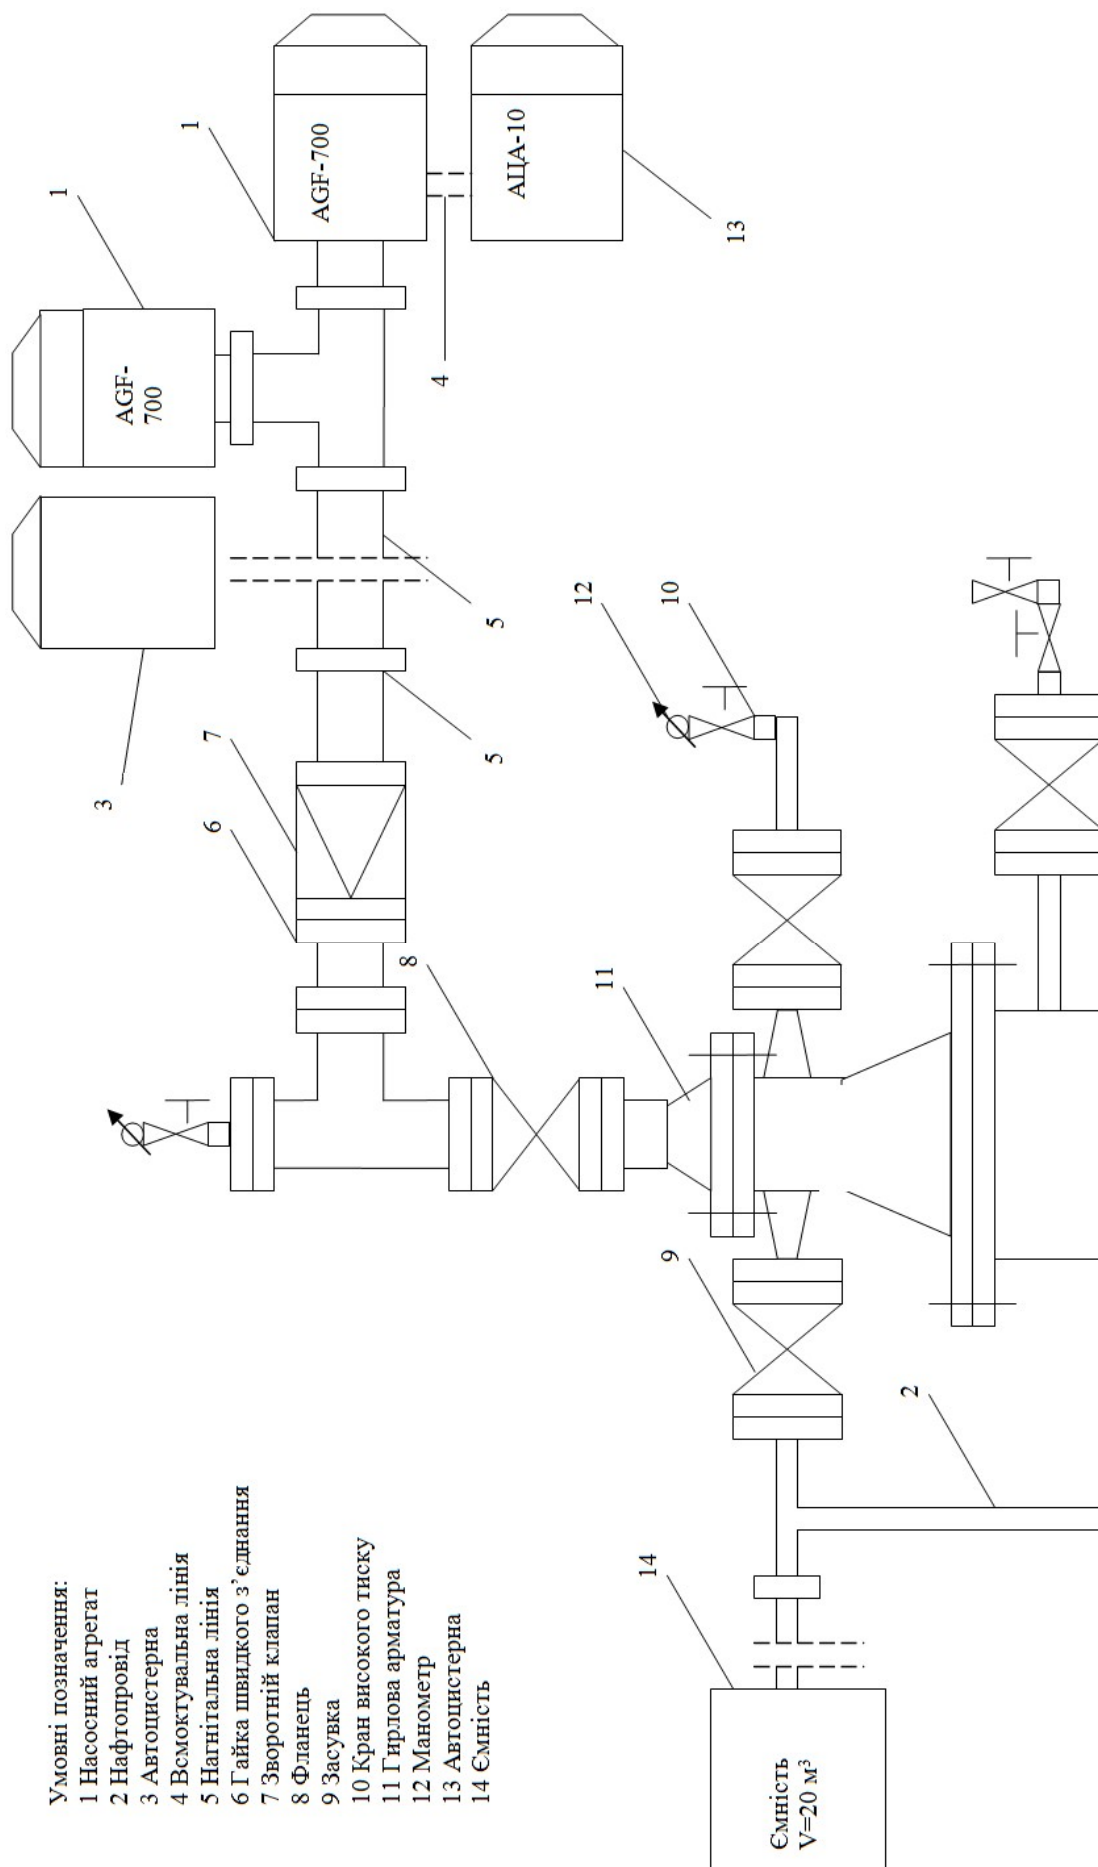 Умовні позначення:
1 Насосний агрегат
2 Нафтопровід
3 Автоцистерна
4 Всмоктувальна лінія
5 Нагнітальна лінія
6 Гайка швидкого з’єднання
7 Зворотній клапан
8 Фланець
9 Засувка
10 Кран високого тиску
11 Гирлова арматура
12 Манометр
13 Автоцистерна
14 Ємність
1
1
AGF-
700
AGF-700
АЦА-10
13
4
3
5
5
7
6
8
12
10
11
9
2
14
Ємність
V=20 м³